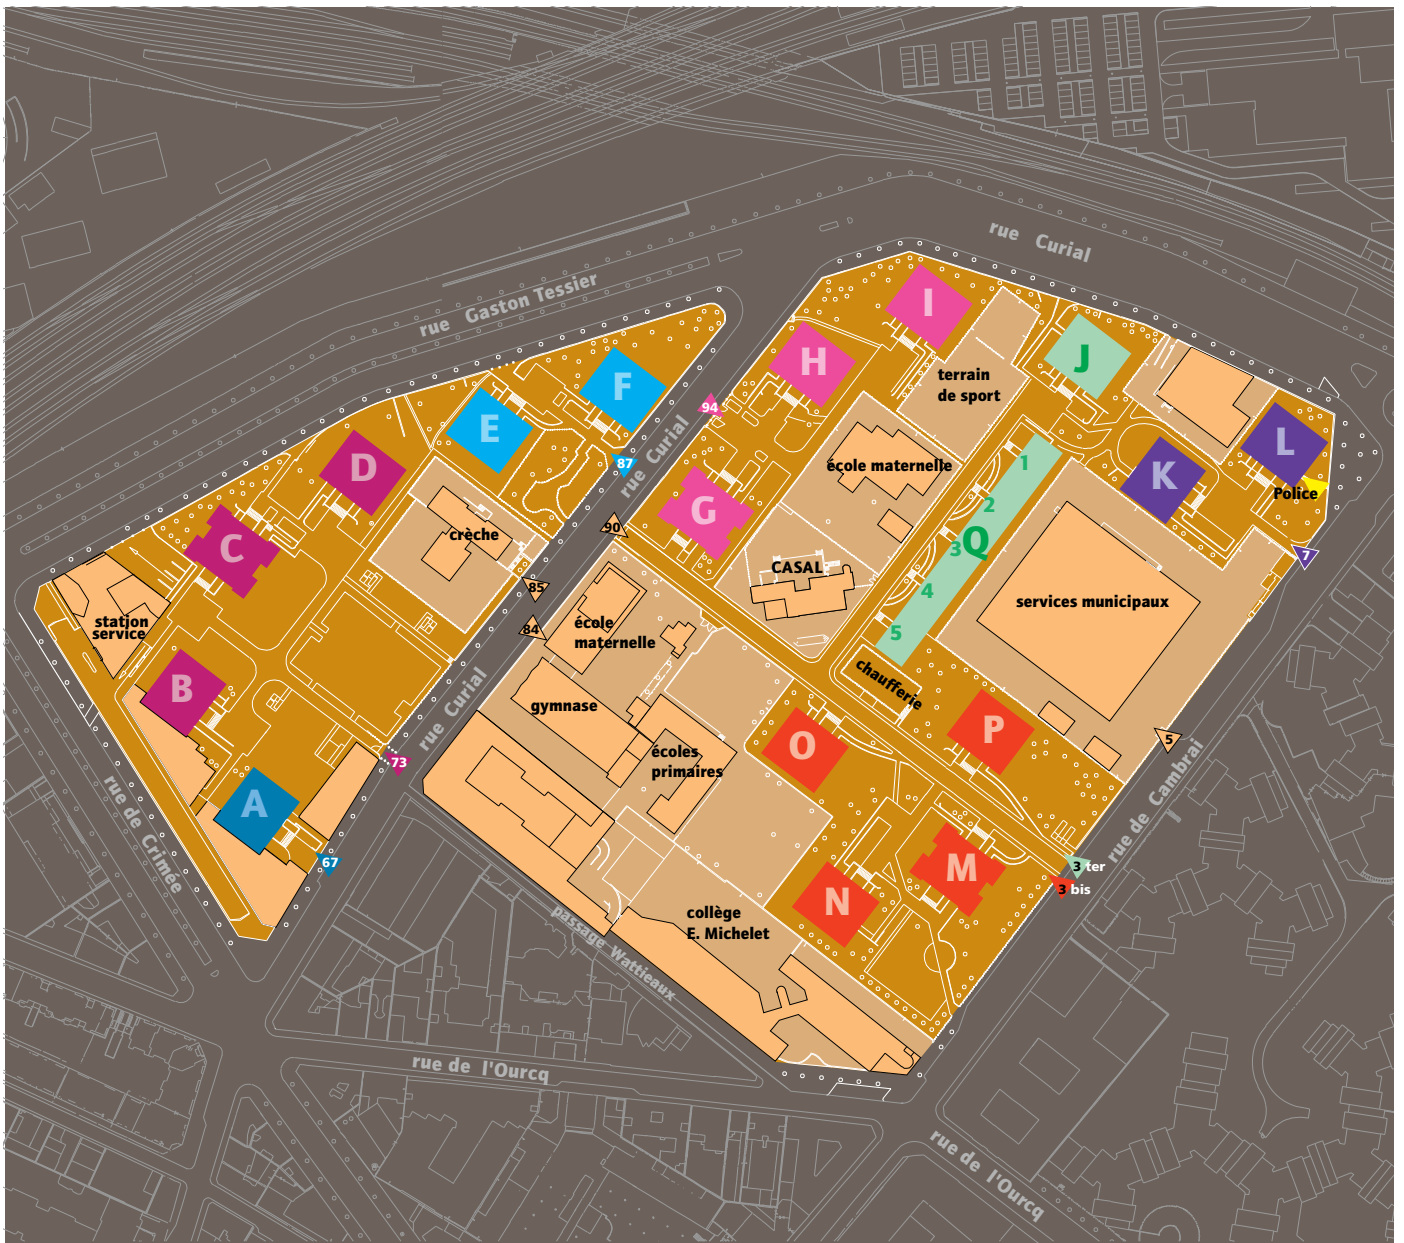 rue Curial
rue Gaston Tessier
I
J
H
F
E
D
C
B
A
L
K
G
94
87
90
85
84
73
67
7
5
terrain
de sport
école maternelle
rue Curial
crèche
CASAL
Police
1
2
3
4
5
Q
services municipaux
station
service
école
maternelle
chaufferie
gymnase
écoles
primaires
rue Curial
O
P
N
M
rue de Cambrai
3 ter
3 bis
rue de Crimée
collège
E. Michelet
passage Wattieaux
rue de l'Ourcq
rue de l'Ourcq